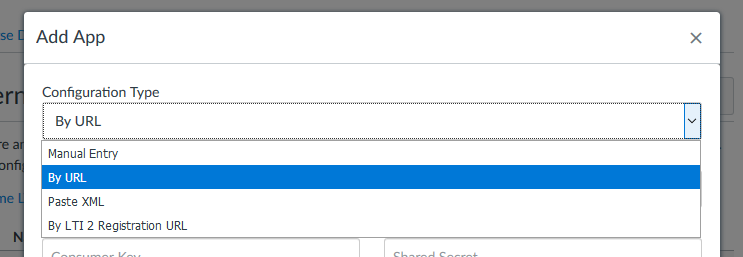 Add App
×
Configuration Type
By URL
Manual Entry
By URL
Paste XML
By LTI 2 Registration URL
Consumer Key
Shared Secret